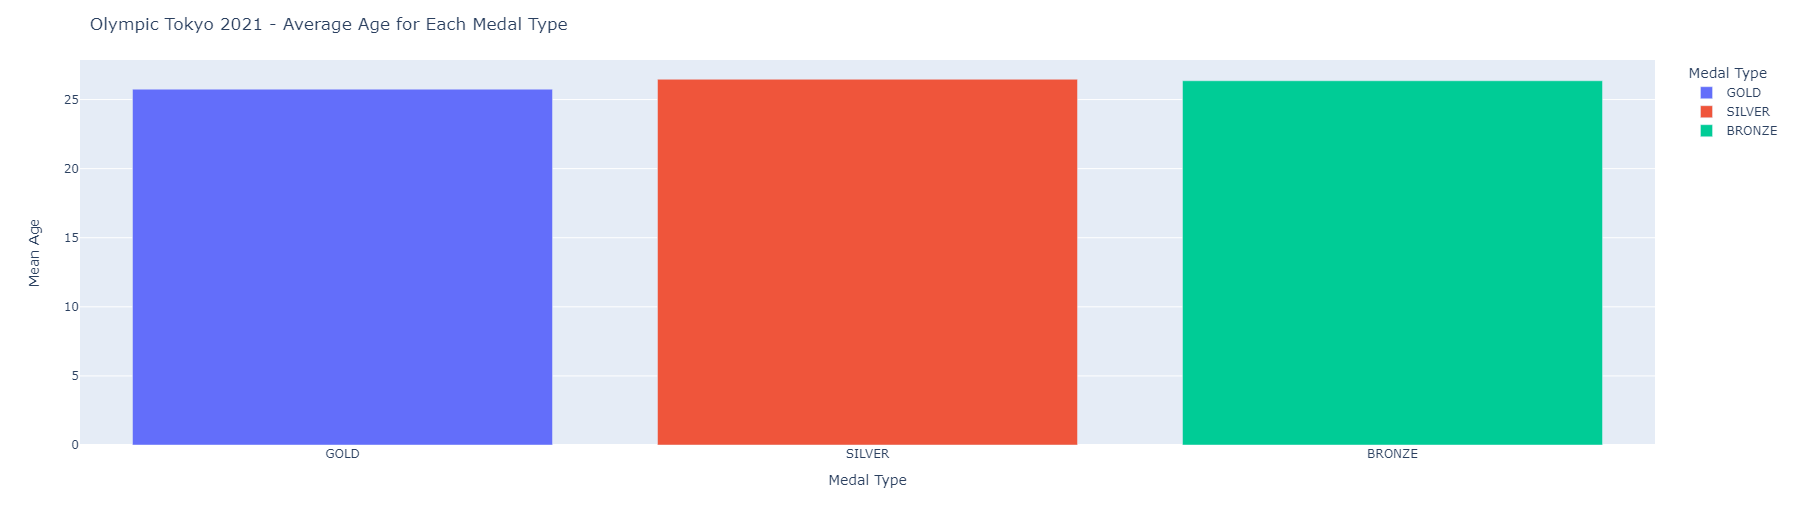 Olympic Tokyo 2021 - Average Age for Each Medal Type
Medal Type
GOLD
SILVER
BRONZE
25
20
15
10
5
0
Mean Age
GOLD
SILVER
BRONZE
Medal Type